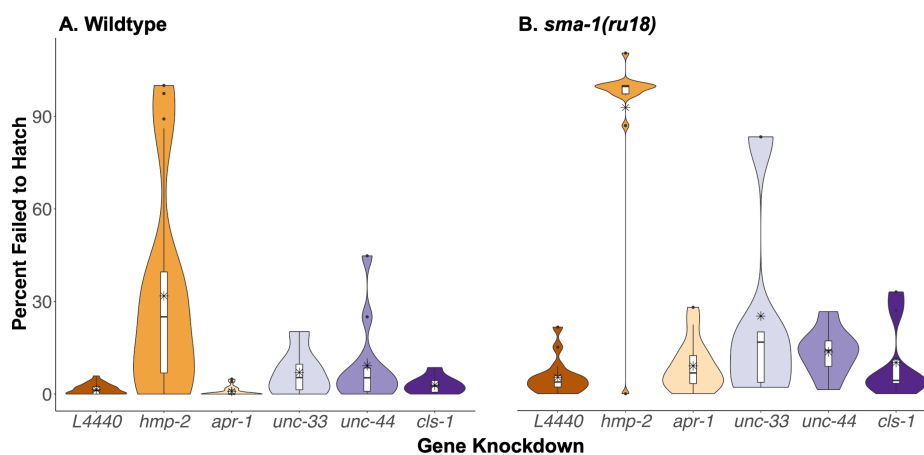 A. Wildtype
B. sma-1(ru18)
Percent Failed to Hatch
90
60
30
0
L4440 hmp-2 apr-1 unc-33 unc-44 cls-1
L4440 hmp-2 apr-1 unc-33 unc-44 cls-1
Gene Knockdown